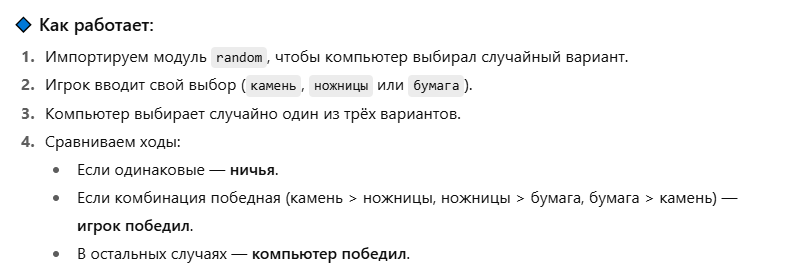 Как работает:
1. Импортируем модуль random, чтобы компьютер выбирал случайный вариант.
2. Игрок вводит свой выбор (камень, ножницы или бумага).
3. Компьютер выбирает случайно один из трёх вариантов.
4. Сравниваем ходы:
• Если одинаковые — ничья.
• Если комбинация победная (камень > ножницы, ножницы > бумага, бумага > камень) —
игрок победил.
• В остальных случаях — компьютер победил.